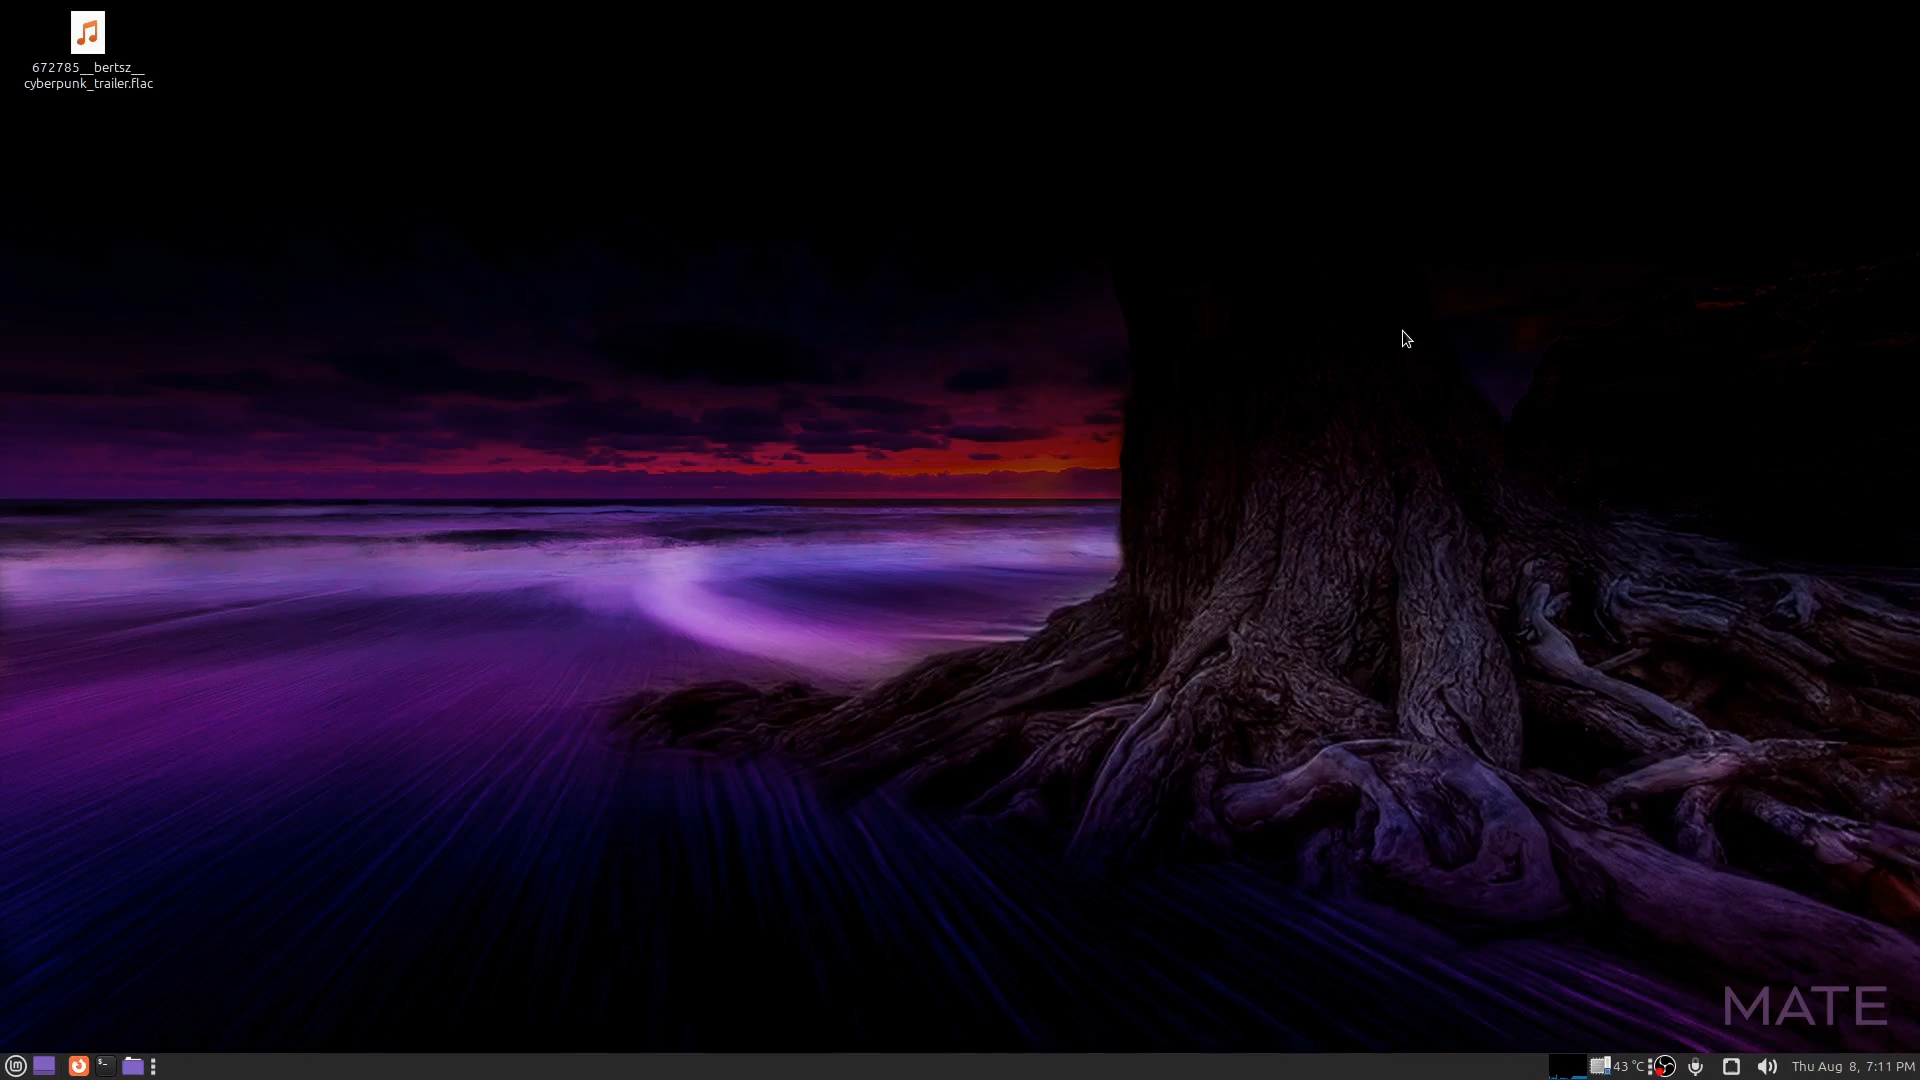 672785__bertsz__
cyberpunk_trailer.flac
MATE
43 °C
Thu Aug 8, 7:11 PM